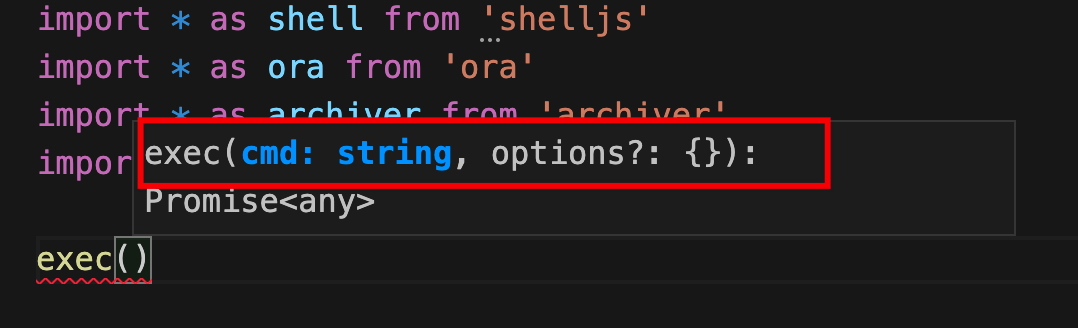 import * as shell from 'shelljs'
import * as ora from 'ora'
import * as archiver from 'archiver'
impor
exec(cmd: string, options?: {}):
Promise<any>
exec()